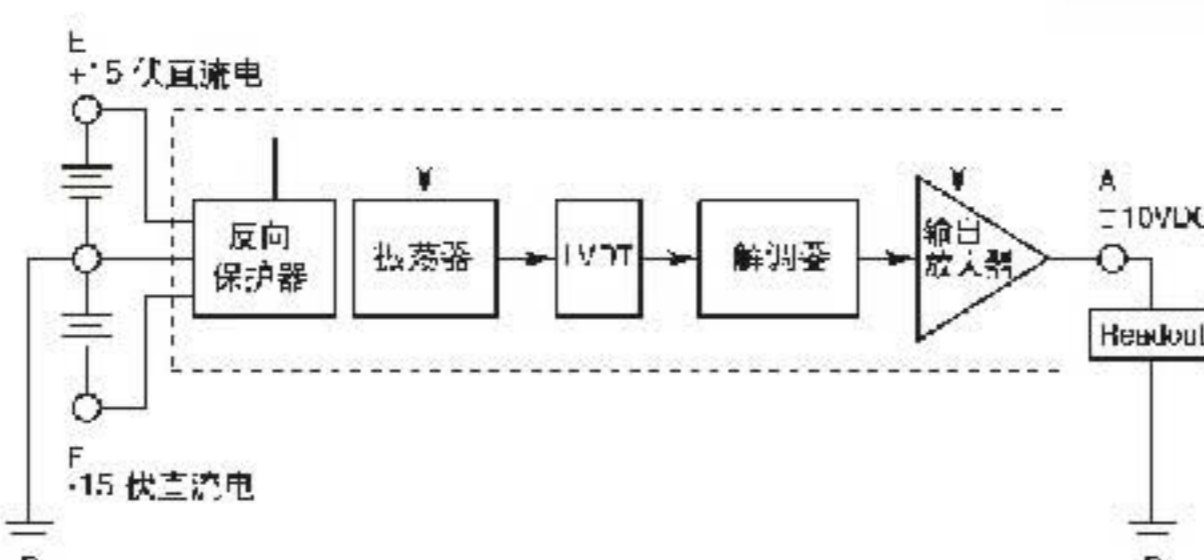 E
+15 伏直流电
反向
保护器
振荡器
LVDT
解调器
输出
放大器
A
10VDC
Readout
F
-15 伏直流电